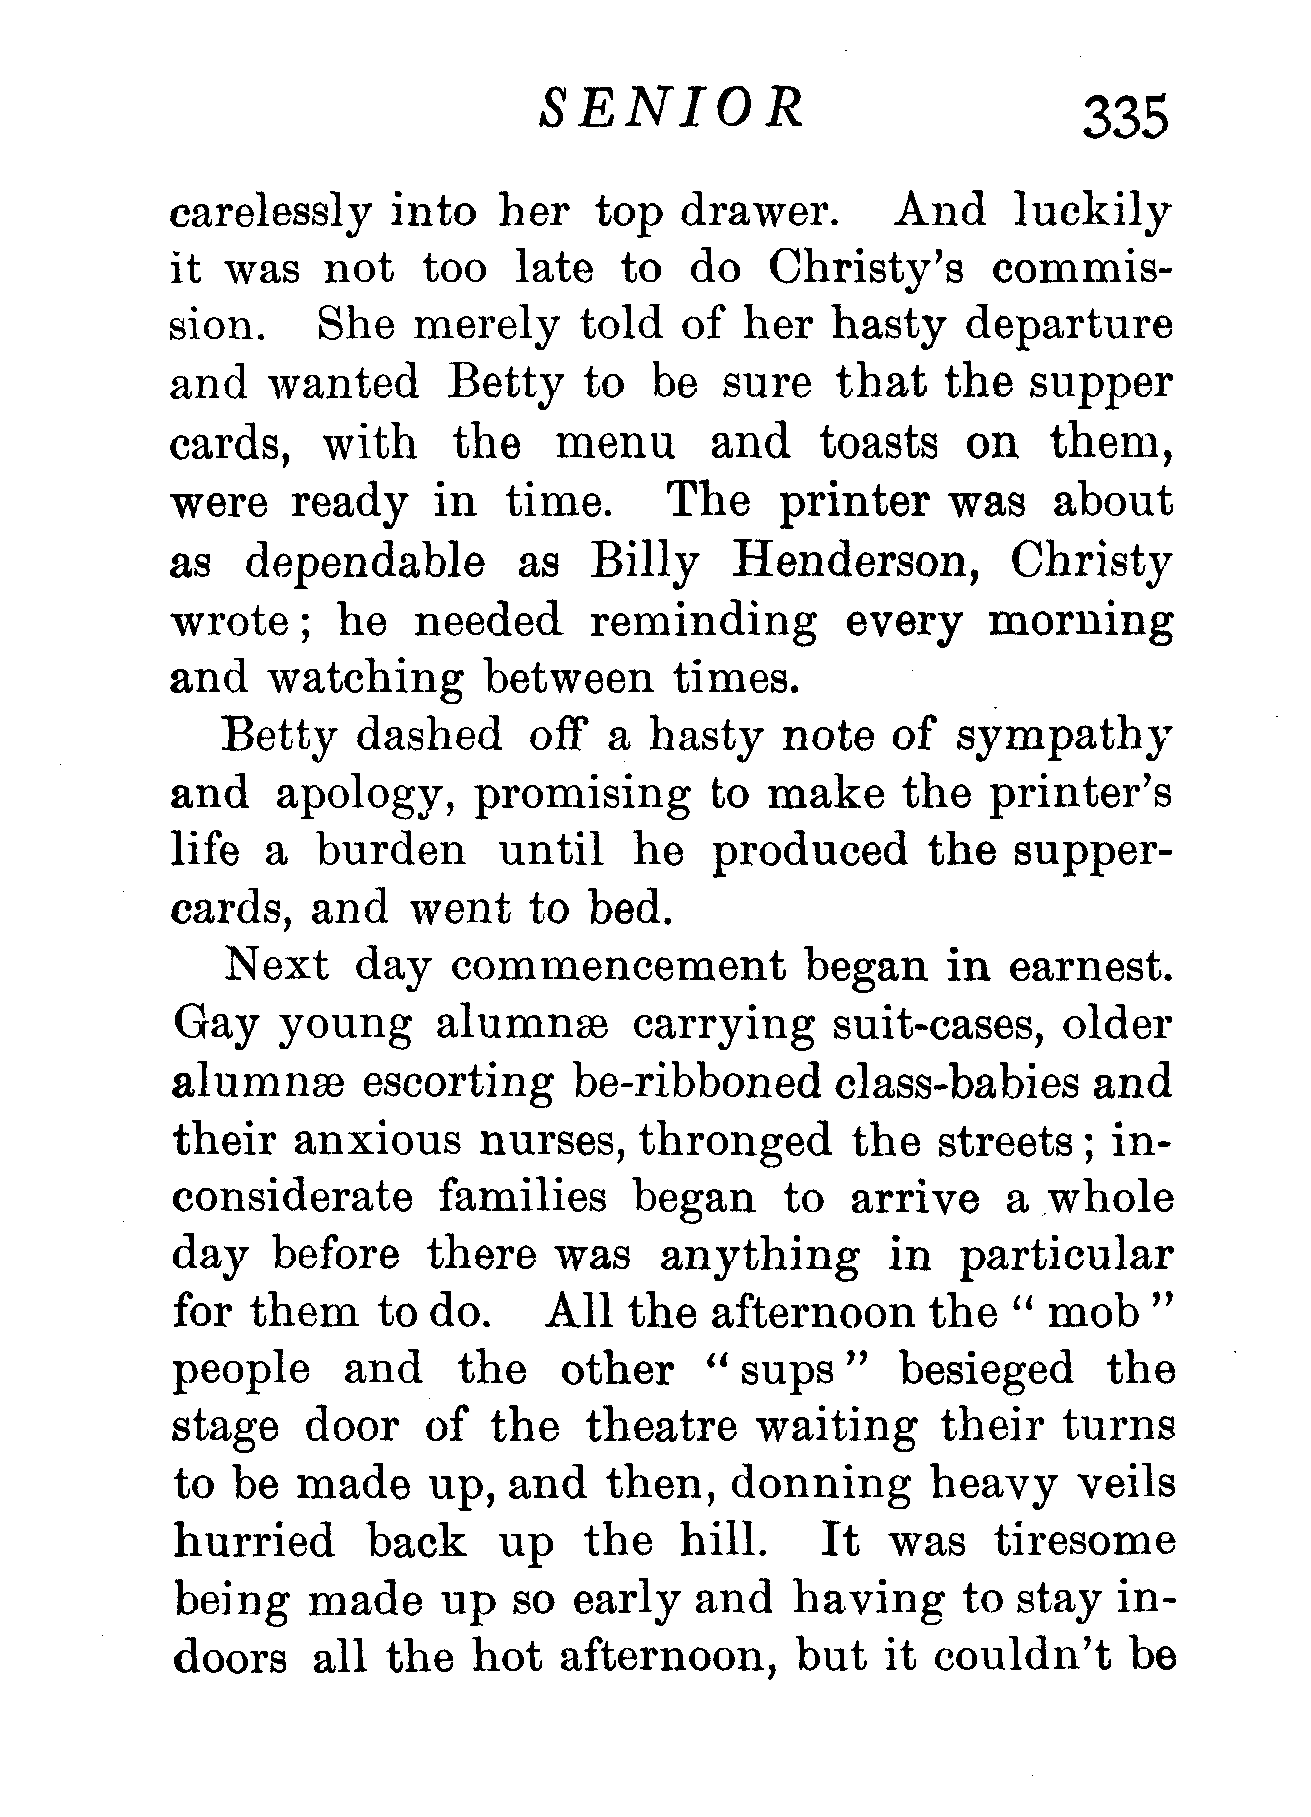 SENIOR 335
carelessly into her top drawer. And luckily
it was not too late to do Christy's commis-
sion. She merely told of her hasty departure
and wanted Betty to be sure that the supper
cards, with the menu and toasts on them,
were ready in time. The printer was about
as dependable as Billy Henderson, Christy
wrote; he needed reminding every morning
and watching between times.
Betty dashed off a hasty note of sympathy
and apology, promising to make the printer's
life a burden until he produced the supper-
cards, and went to bed.
Next day commencement began in earnest.
Gay young alumnæ carrying suit-cases, older
alumnæ escorting be-ribboned class-babies and
their anxious nurses, thronged the streets; in-
considerate families began to arrive a whole
day before there was anything in particular
for them to do. All the afternoon the "mob"
people and the other "sups" besieged the
stage door of the theatre waiting their turns
to be made up, and then, donning heavy veils
hurried back up the hill. It was tiresome
being made up so early and having to stay in-
doors all the hot afternoon, but it couldn't be